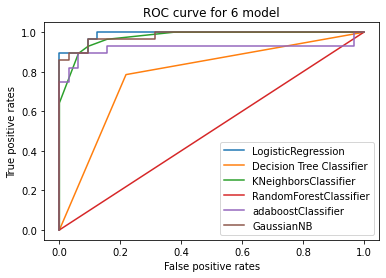 ROC curve for 6 model
True positive rates
1.0
0.8
0.6
0.4
0.2
0.0
LogisticRegression
Decision Tree Classifier
KNeighborsClassifier
RandomForestClassifier
adaboostClassifier
GaussianNB
0.0 0.2 0.4 0.6 0.8 1.0
False positive rates